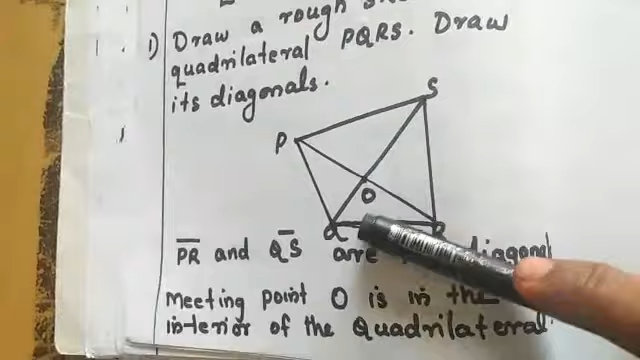 1) Draw a rough
quadrilateral PQRS. Draw
its diagonals.
S
P
O
Q
R
PR and QS are diagonal
Meeting point O is in the
interior of the Quadrilateral.